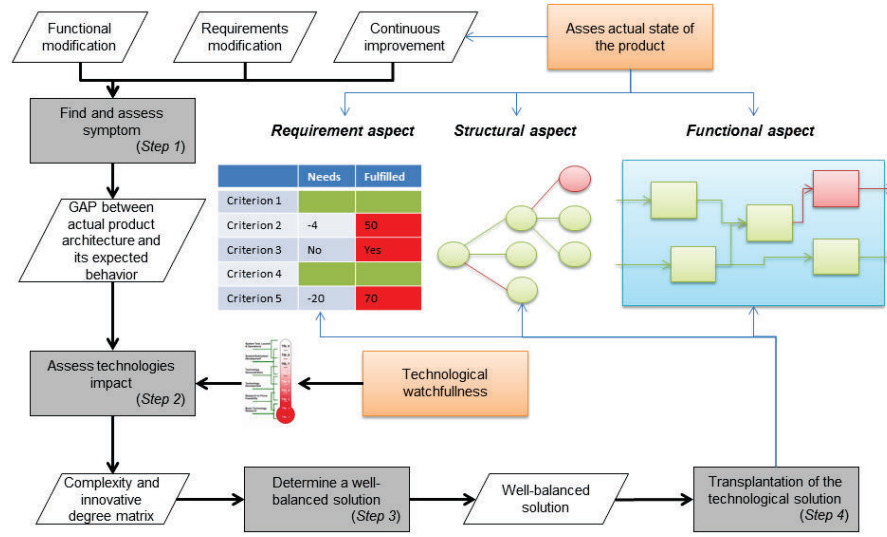 Functional
modification
Requirements
modification
Continuous
improvement
Asses actual state of
the product
Find and assess
symptom
(Step 1)
Requirement aspect
Structural aspect
Functional aspect
Needs Fulfilled
Criterion 1
Criterion 2 -4 50
Criterion 3 No Yes
Criterion 4
Criterion 5 -20 70
GAP between
actual product
architecture and
its expected
behavior
Assess technologies
impact
(Step 2)
Technological
watchfullness
Complexity and
innovative
degree matrix
Determine a well-
balanced solution
(Step 3)
Well-balanced
solution
Transplantation of the
technological solution
(Step 4)